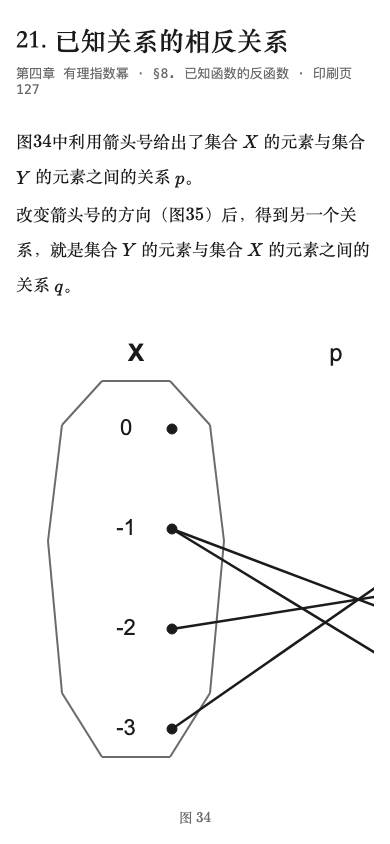 21. 已知关系的相反关系
第四章 有理指数幂 · §8. 已知函数的反函数 · 印刷页
127
图34中利用箭头号给出了集合 X 的元素与集合
Y 的元素之间的关系 p。
改变箭头号的方向（图35）后，得到另一个关
系，就是集合 Y 的元素与集合 X 的元素之间的
关系 q。
X p
0
-1
-2
-3
图 34